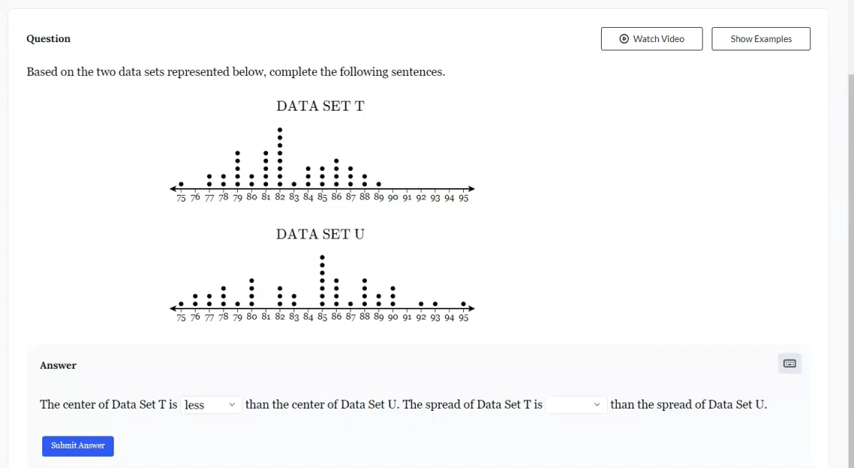 Question
Watch Video
Show Examples
Based on the two data sets represented below, complete the following sentences.
DATA SET T
75 76 77 78 79 80 81 82 83 84 85 86 87 88 89 90 91 92 93 94 95
DATA SET U
75 76 77 78 79 80 81 82 83 84 85 86 87 88 89 90 91 92 93 94 95
Answer
The center of Data Set T is less than the center of Data Set U. The spread of Data Set T is than the spread of Data Set U.
Submit Answer